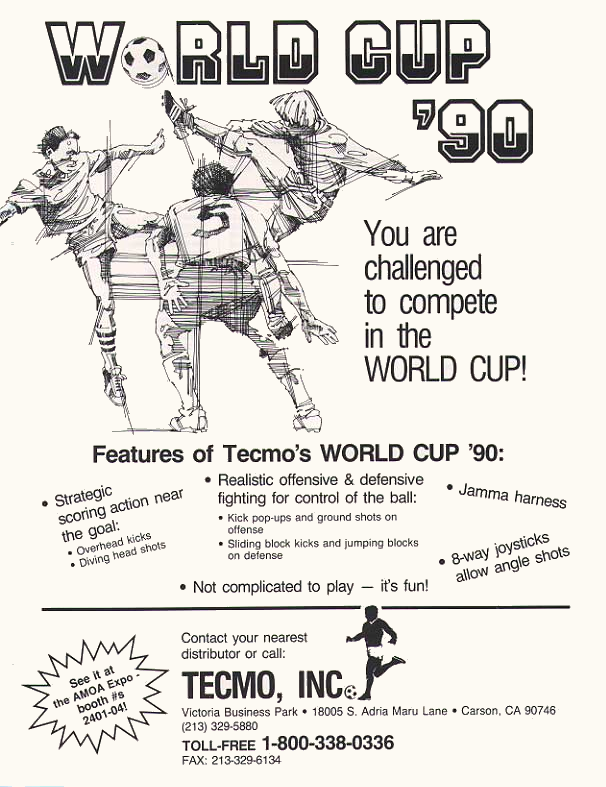 WORLD CUP
'90
5
You are
challenged
to compete
in the
WORLD CUP!
Features of Tecmo's WORLD CUP '90:
• Strategic
scoring action near
the goal:
• Overhead kicks
• Diving head shots
• Realistic offensive & defensive
fighting for control of the ball:
• Kick pop-ups and ground shots on
offense
• Sliding block kicks and jumping blocks
on defense
• Jamma harness
• 8-way joysticks
allow angle shots
• Not complicated to play — it's fun!
See it at
the AMOA Expo -
booth #s
2401-04!
Contact your nearest
distributor or call:
TECMO, INC.
Victoria Business Park • 18005 S. Adria Maru Lane • Carson, CA 90746
(213) 329-5880
TOLL-FREE 1-800-338-0336
FAX: 213-329-6134